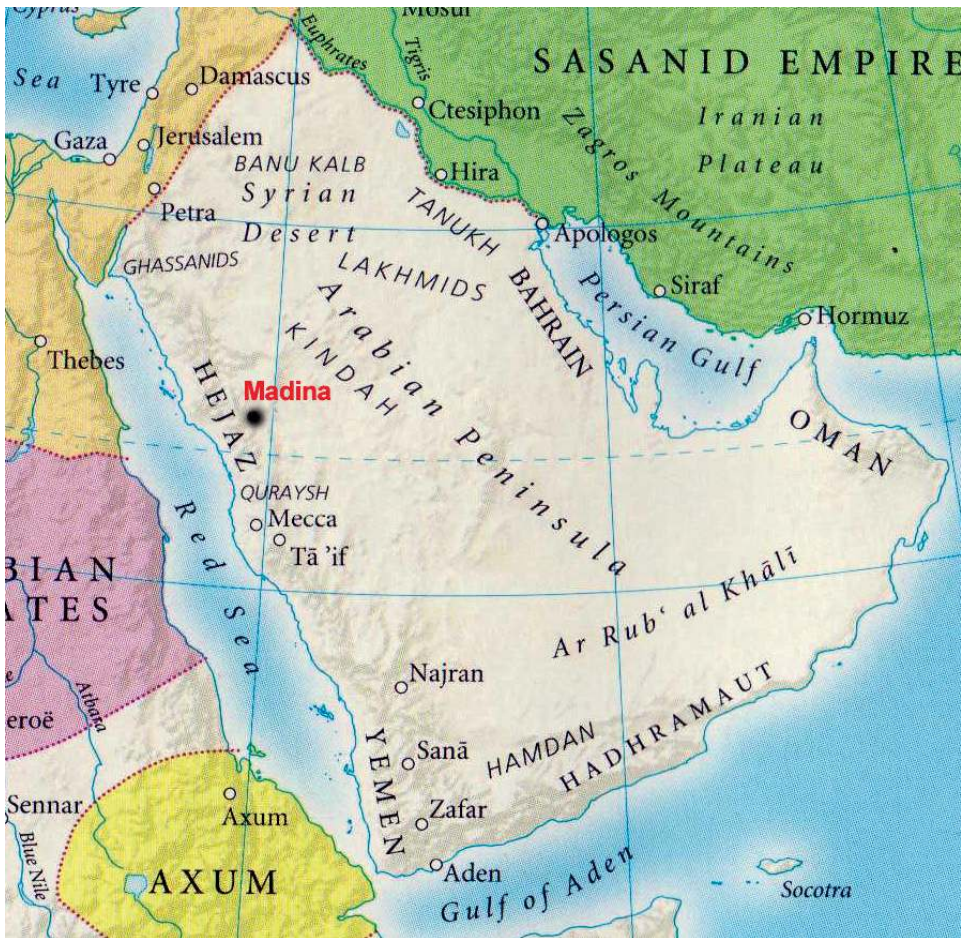 Cyprus
Mosul
Euphrates
Tigris
SASANID EMPIRE
Sea
Tyre
Damascus
Ctesiphon
Zagros Mountains
Iranian
Plateau
Gaza
Jerusalem
BANU KALB
Hira
Syrian
Desert
Petra
TANUKH
Apologos
GHASSANIDS
LAKHMIDS
BAHRAIN
Siraf
Persian Gulf
Hormuz
Arabian Peninsula
KINDAH
Thebes
HEJAZ
Madina
OMAN
QURAYSH
Mecca
Tā 'if
Red Sea
BIAN
ATES
Ar Rub' al Khālī
Najran
Atbara
eroë
YEMEN
Sanā
HAMDAN
HADHRAMAUT
Sennar
Axum
Zafar
Blue Nile
AXUM
Aden
Gulf of Aden
Socotra